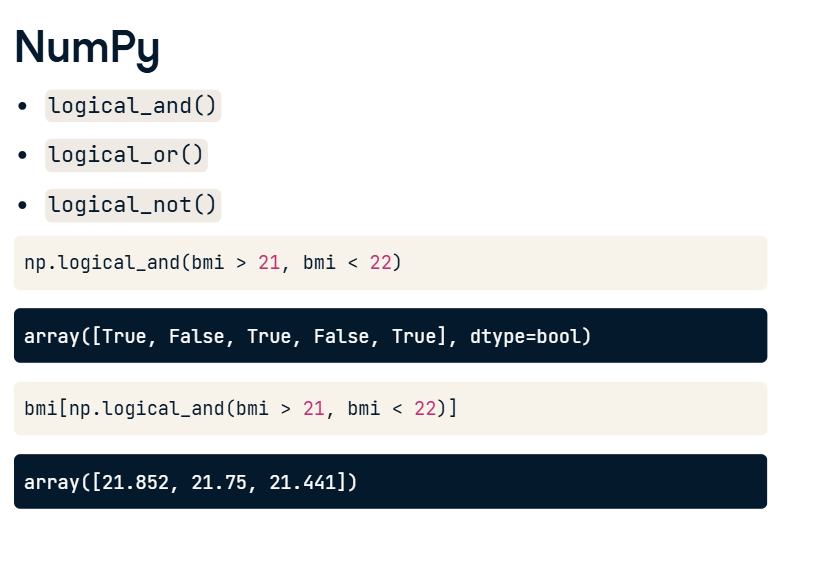 NumPy
• logical_and()
• logical_or()
• logical_not()
np.logical_and(bmi > 21, bmi < 22)
array([True, False, True, False, True], dtype=bool)
bmi[np.logical_and(bmi > 21, bmi < 22)]
array([21.852, 21.75, 21.441])